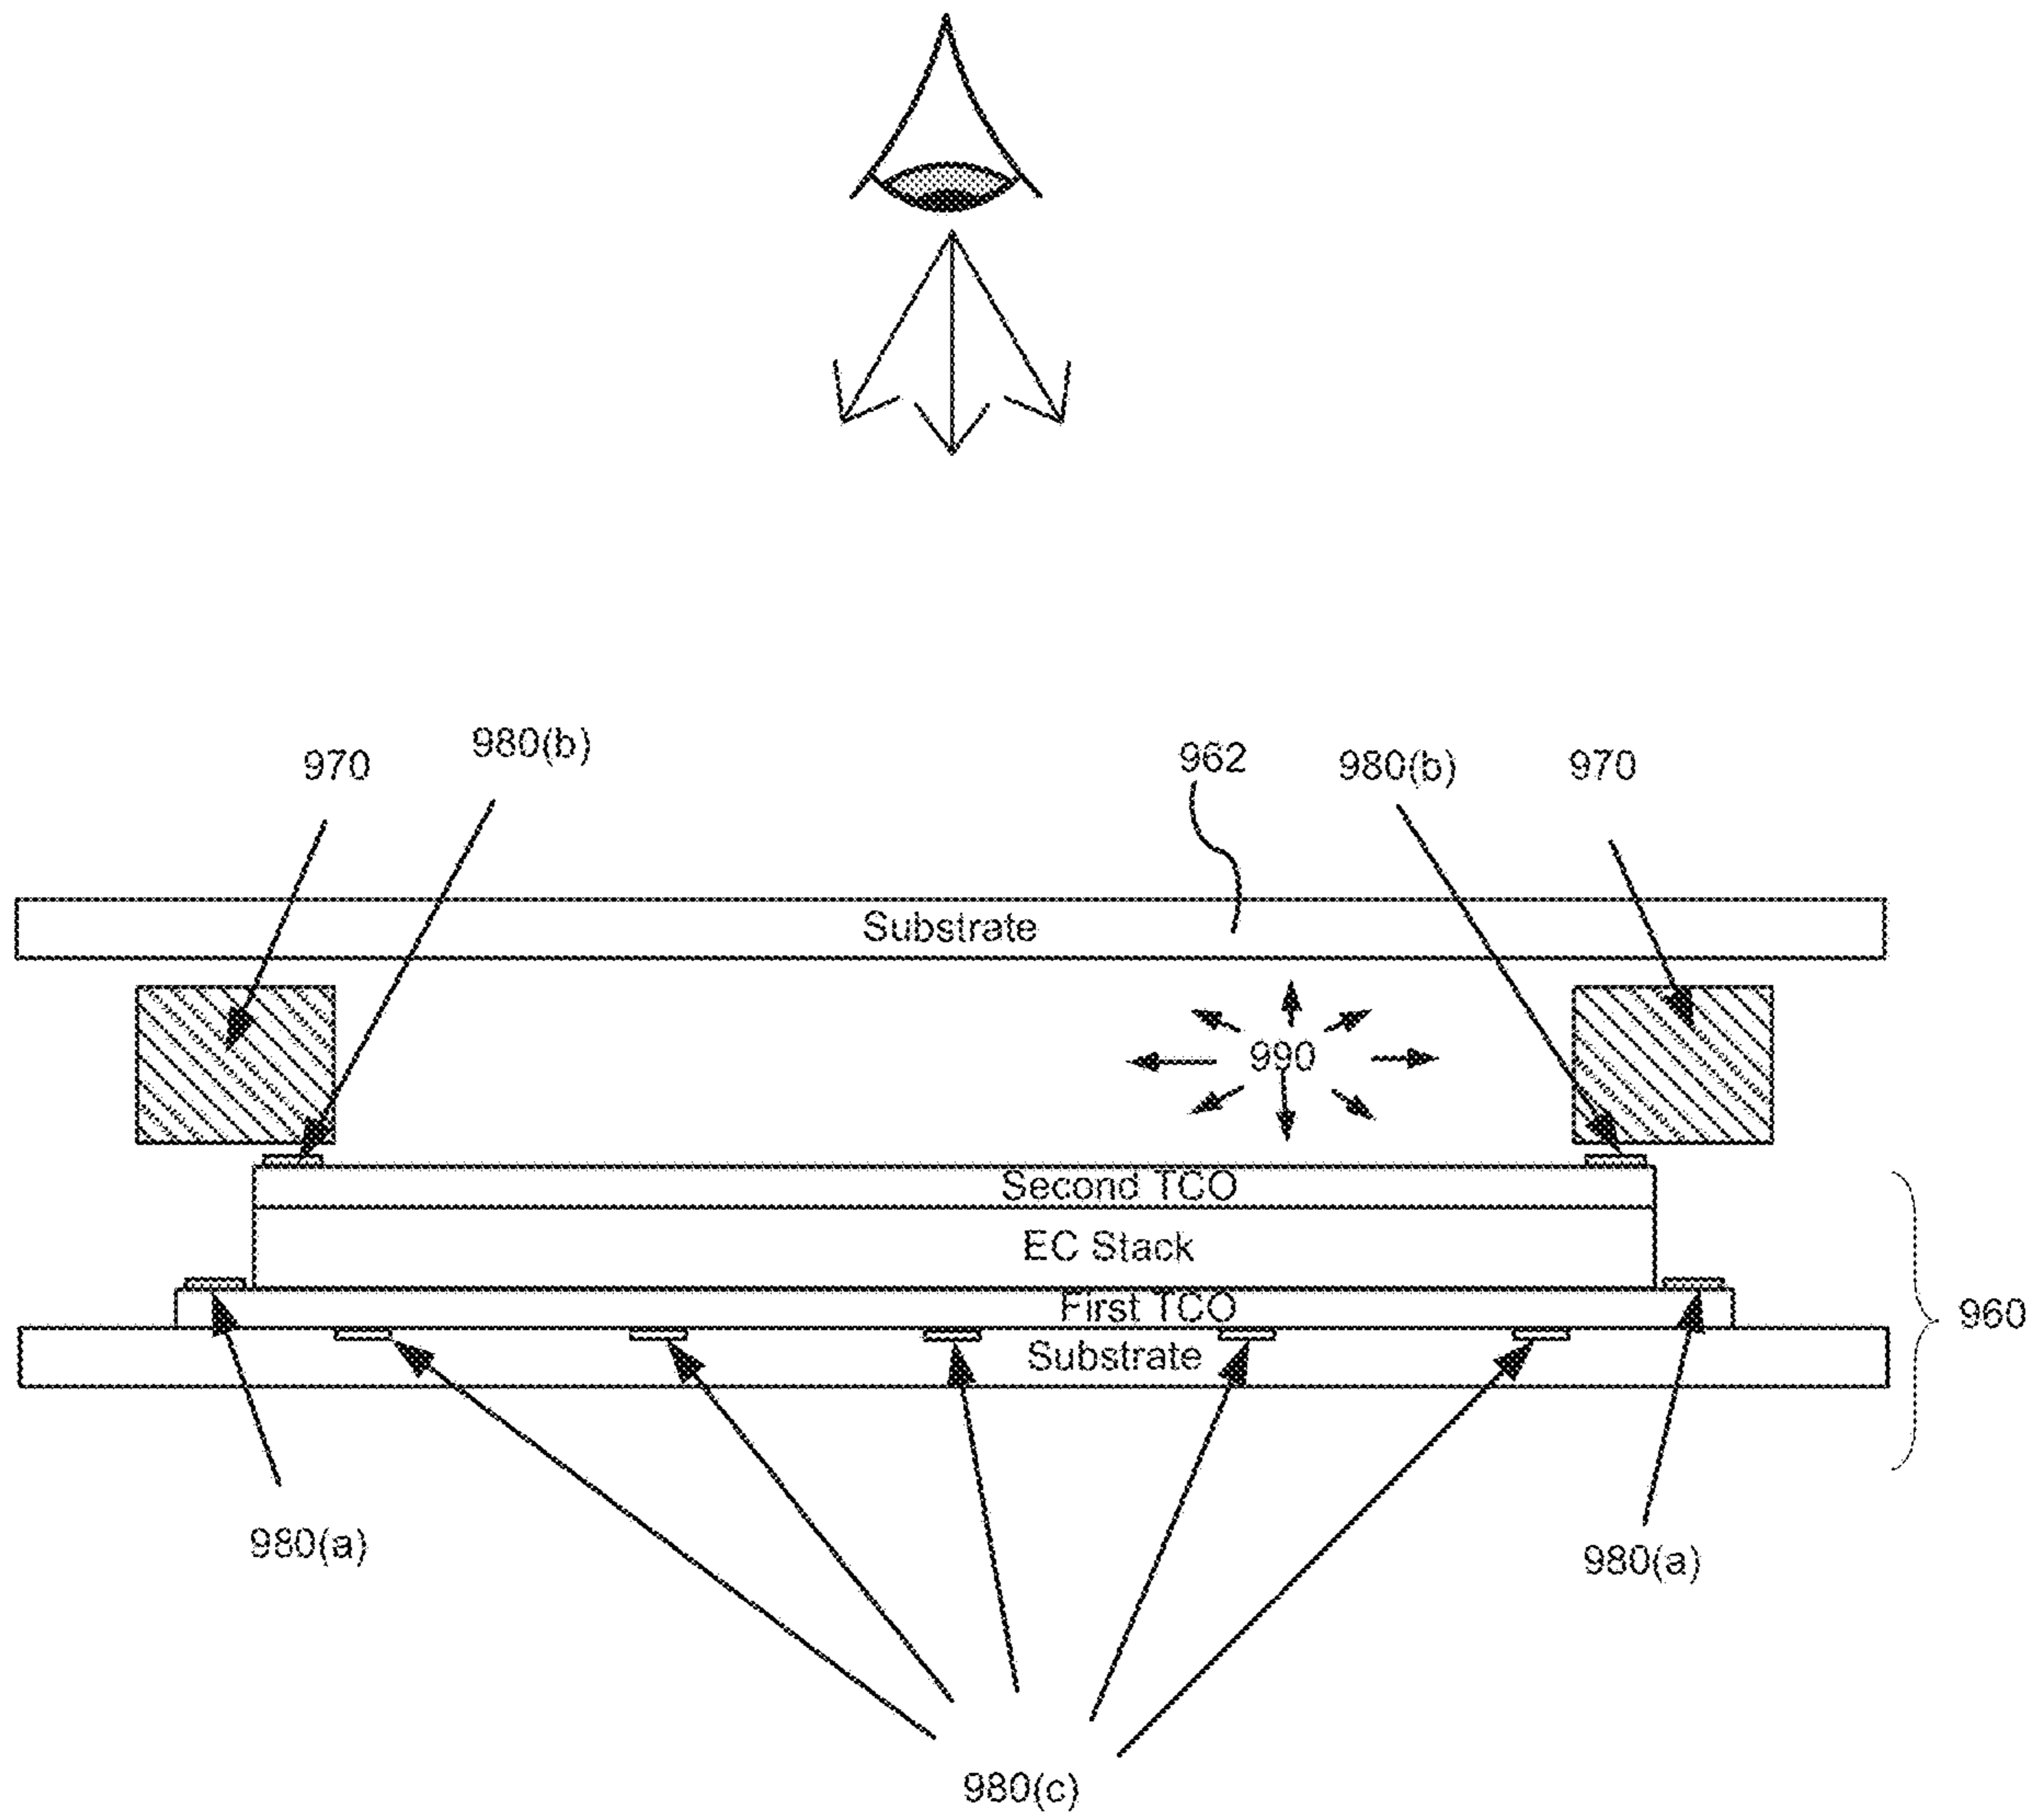 980(b)
970
962
980(b)
970
Substrate
990
Second TCO
EC Stack
First TCO
960
Substrate
980(a)
980(a)
980(c)